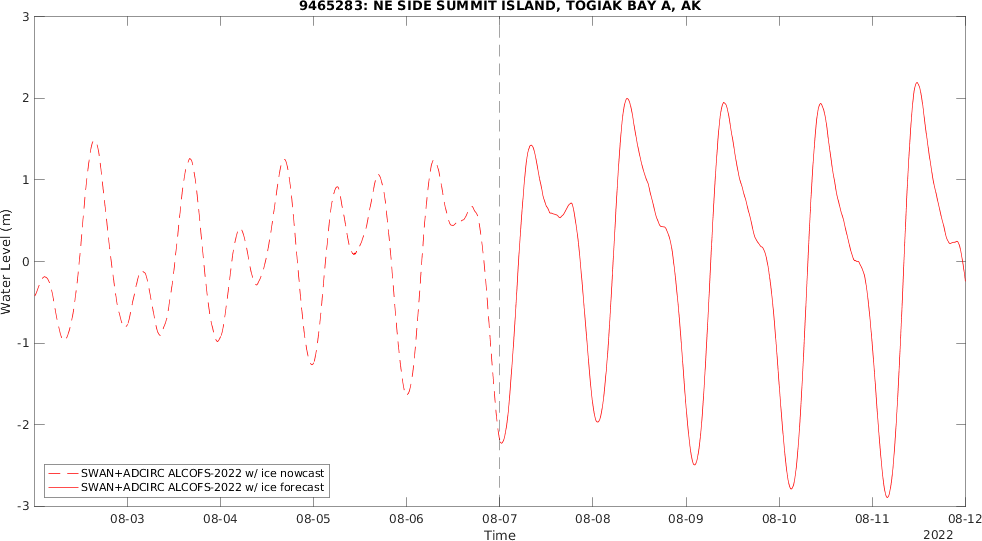 9465283: NE SIDE SUMMIT ISLAND, TOGIAK BAY A, AK
3
2
1
0
-1
-2
-3
Water Level (m)
SWAN+ADCIRC ALCOFS-2022 w/ ice nowcast
SWAN+ADCIRC ALCOFS-2022 w/ ice forecast
08-03 08-04 08-05 08-06 08-07 08-08 08-09 08-10 08-11 08-12
Time
2022